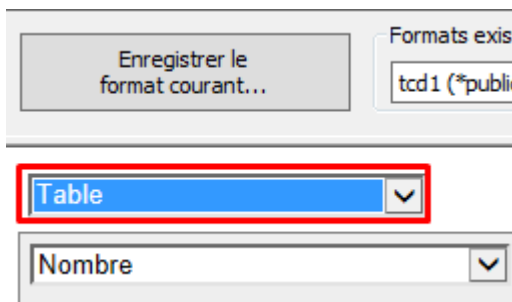 Enregistrer le
format courant...
Formats exis
tcd1 (*publi
Table
Nombre